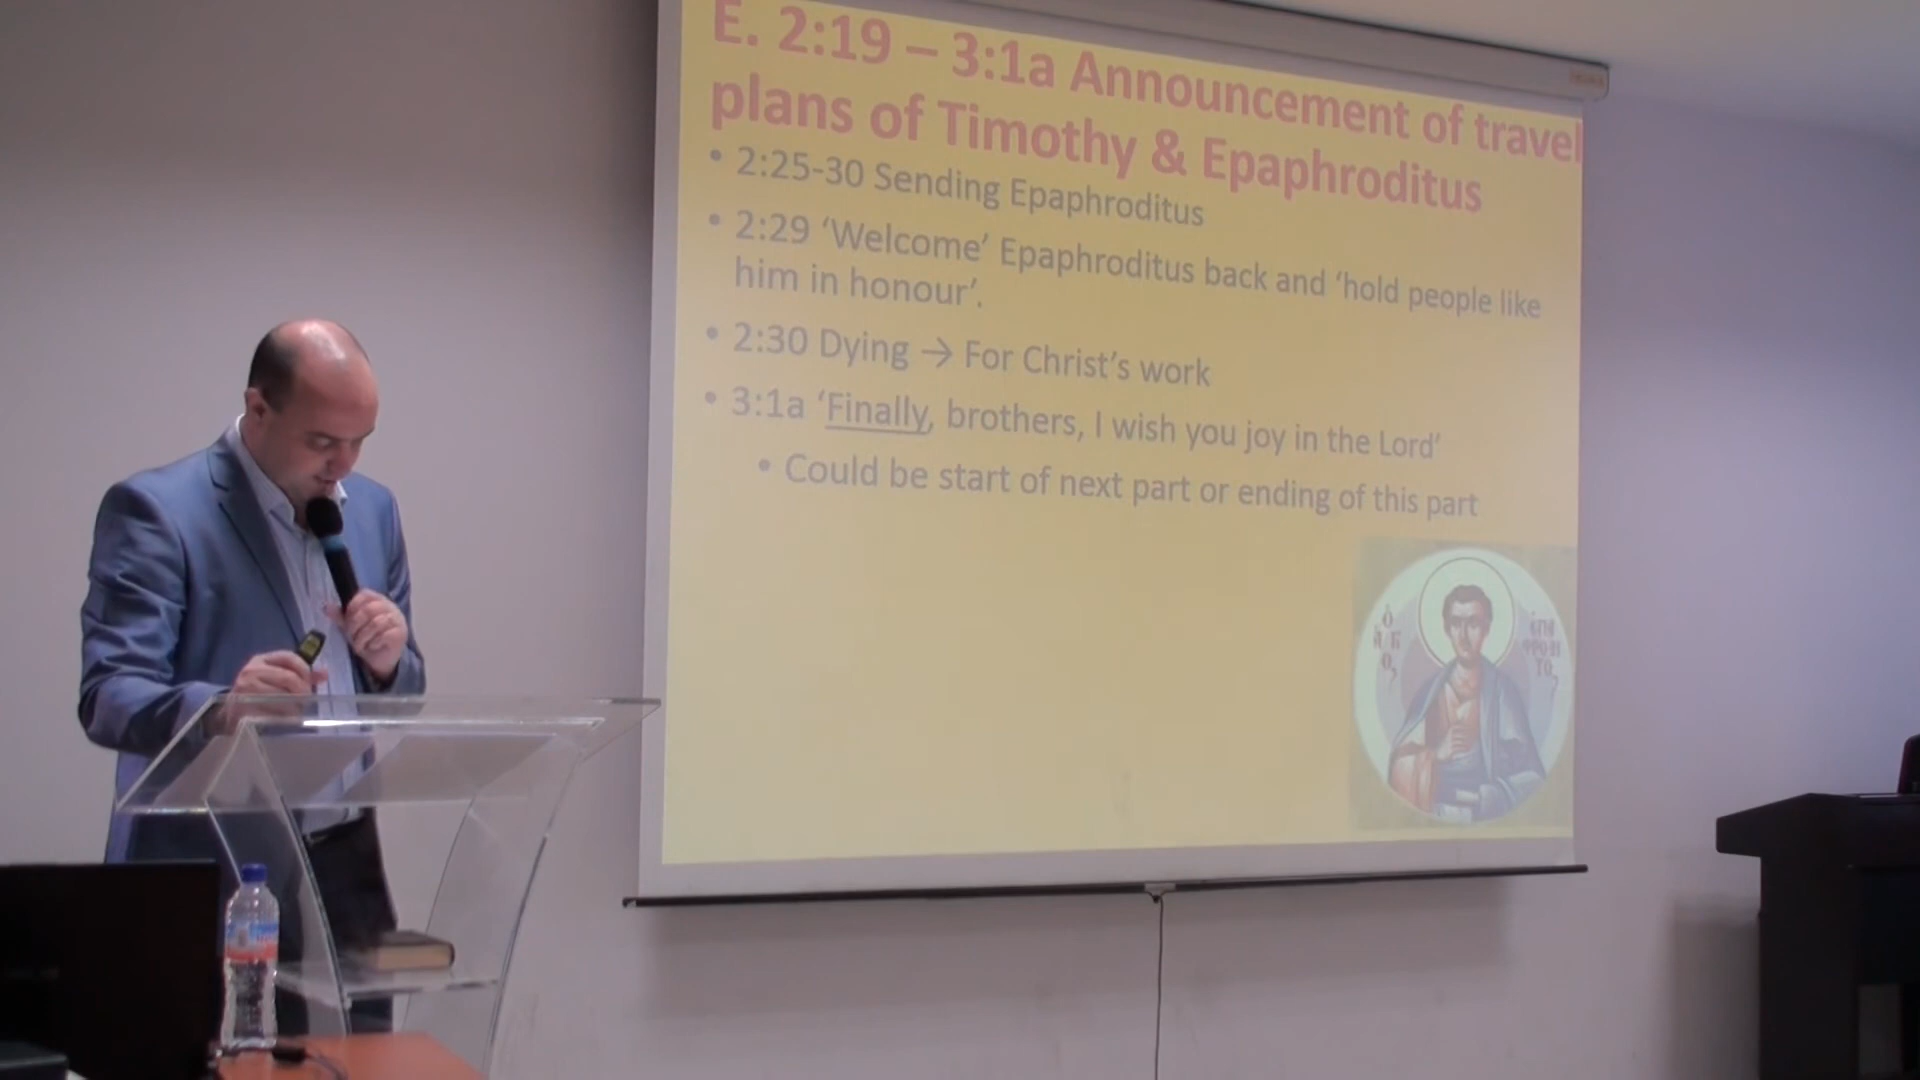 E. 2:19 – 3:1a Announcement of travel
plans of Timothy & Epaphroditus
• 2:25-30 Sending Epaphroditus
• 2:29 ‘Welcome’ Epaphroditus back and ‘hold people like
him in honour’.
• 2:30 Dying → For Christ’s work
• 3:1a ‘Finally, brothers, I wish you joy in the Lord’
• Could be start of next part or ending of this part